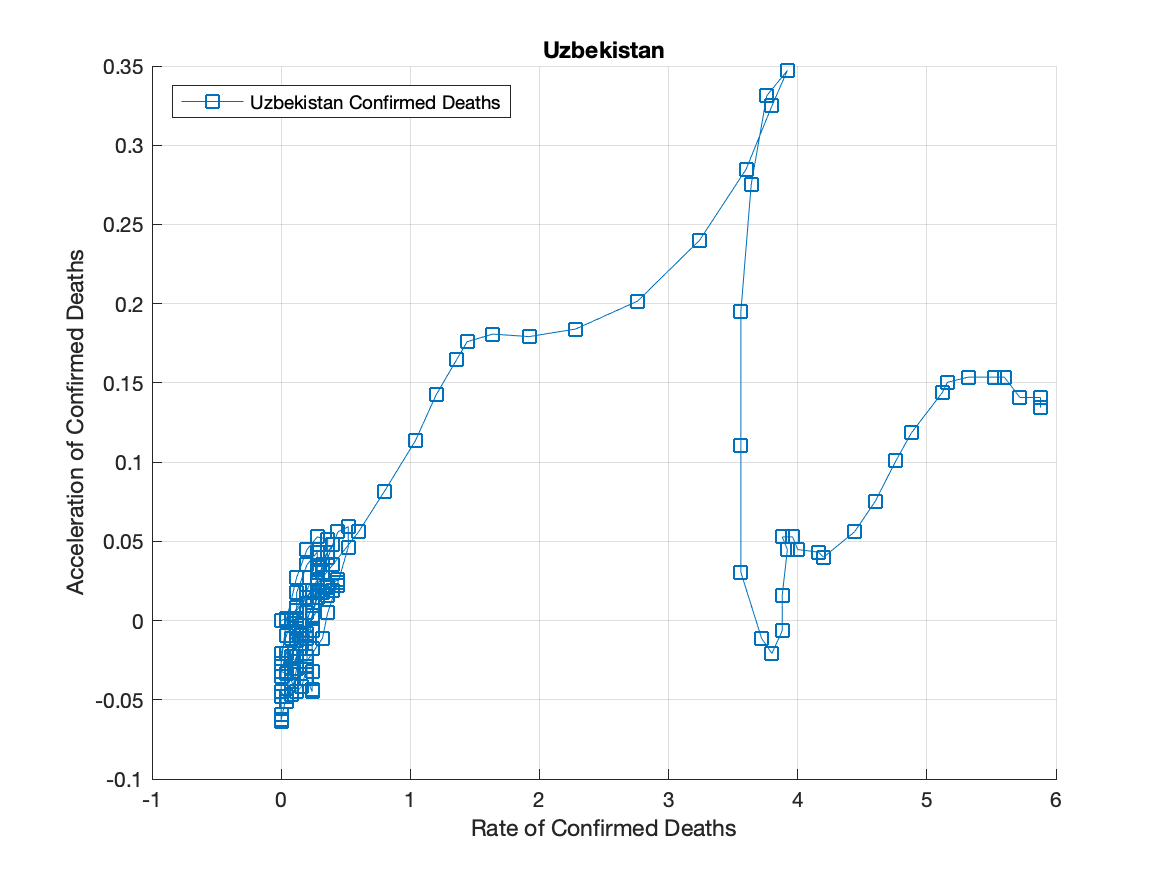 Uzbekistan
0.35
Uzbekistan Confirmed Deaths
0.3
0.25
0.2
0.15
0.1
0.05
0
-0.05
-0.1
Acceleration of Confirmed Deaths
-1 0 1 2 3 4 5 6
Rate of Confirmed Deaths